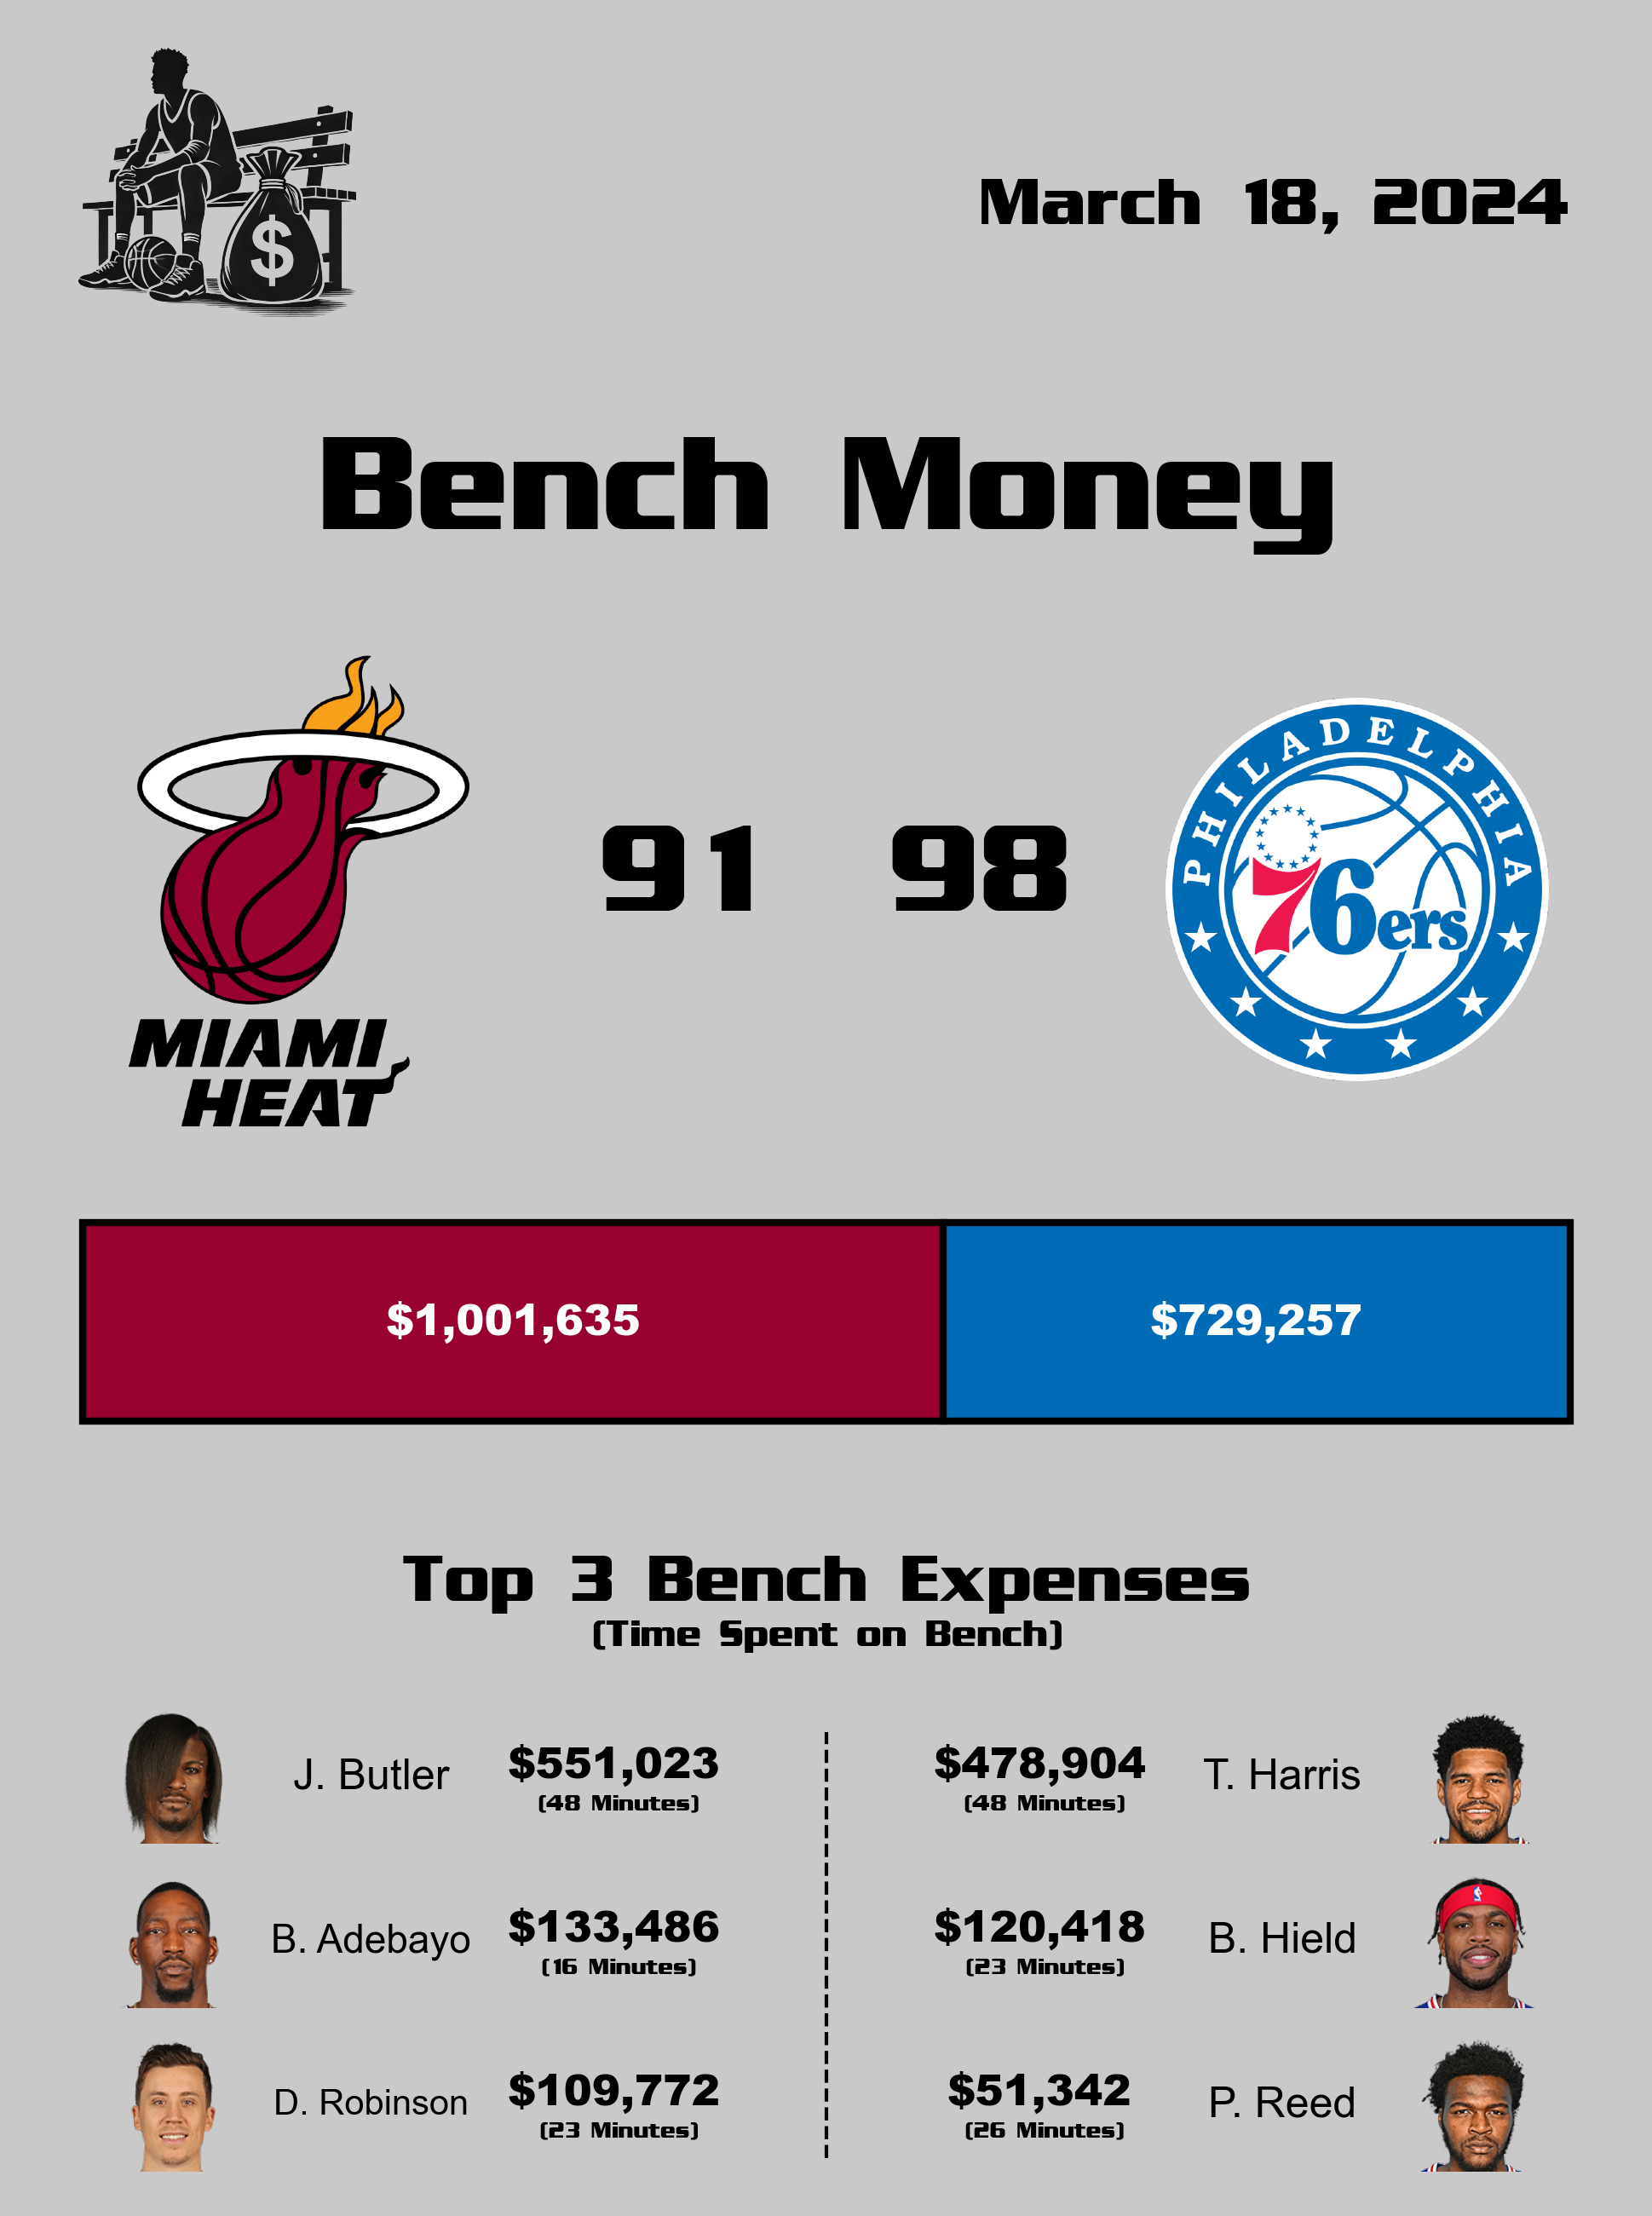 $
March 18, 2024
Bench Money
MIAMI
HEAT
91 98
PHILADELPHIA
76ers
$1,001,635 $729,257
Top 3 Bench Expenses
(Time Spent on Bench)
J. Butler $551,023 $478,904 T. Harris
(48 Minutes) (48 Minutes)
B. Adebayo $133,486 $120,418 B. Hield
(16 Minutes) (23 Minutes)
D. Robinson $109,772 $51,342 P. Reed
(23 Minutes) (26 Minutes)